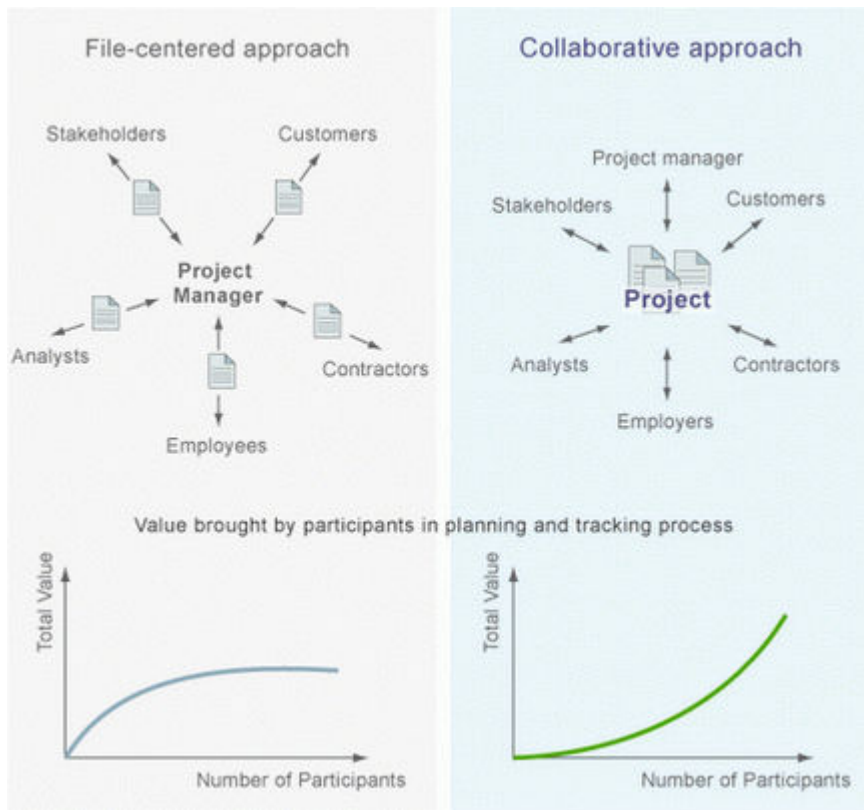 File-centered approach
Stakeholders
Customers
Project
Manager
Analysts
Contractors
Employees
Collaborative approach
Project manager
Stakeholders
Customers
Project
Analysts
Contractors
Employers
Value brought by participants in planning and tracking process
Total Value
Number of Participants
Total Value
Number of Participants